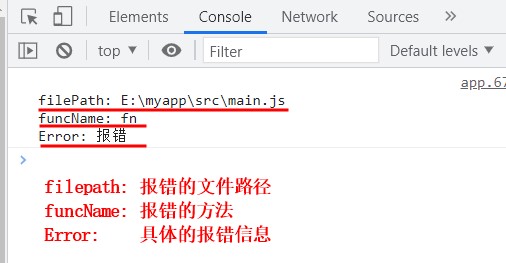 Elements Console Sources Network
top Filter Default levels
app.67
filePath: E:\myapp\src\main.js
funcName: fn
Error: 报错
filepath: 报错的文件路径
funcName: 报错的方法
Error: 具体的报错信息